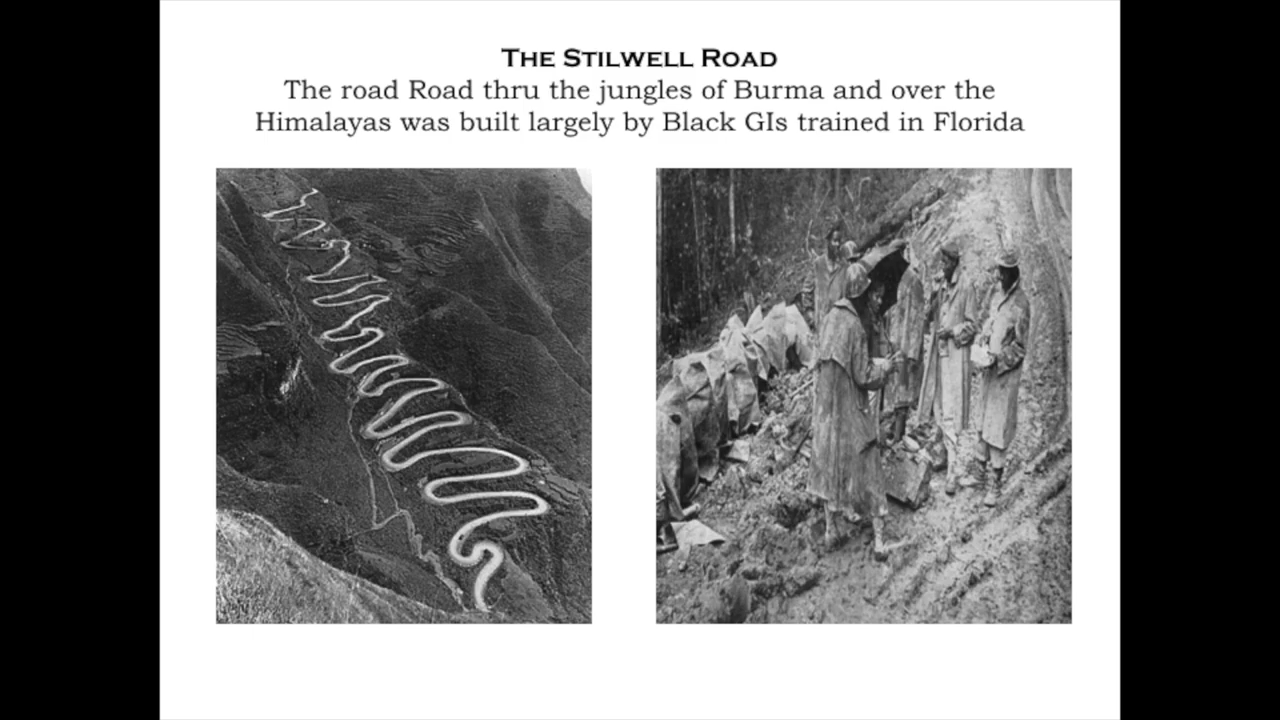 The Stilwell Road
The road Road thru the jungles of Burma and over the
Himalayas was built largely by Black GIs trained in Florida